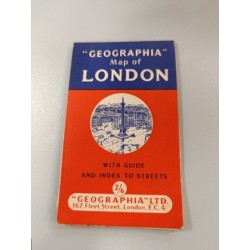 "GEOGRAPHIA"
Map of
LONDON
WITH GUIDE
AND INDEX TO STREETS
2/6
"GEOGRAPHIA" LTD.
167, Fleet Street, London, E.C.4